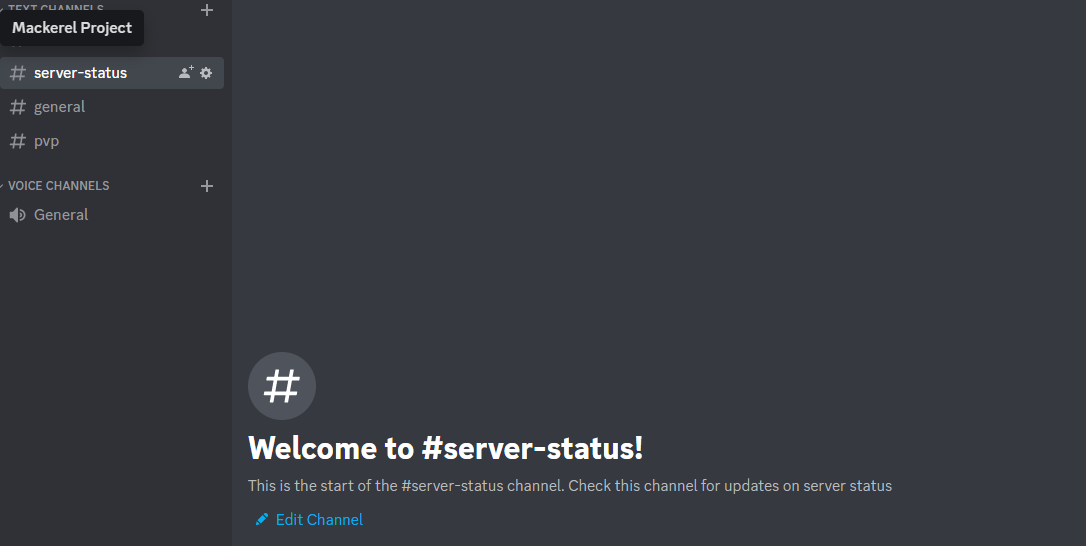 TEXT CHANNELS
Mackerel Project
server-status
general
pvp
VOICE CHANNELS
General
#
Welcome to #server-status!
This is the start of the #server-status channel. Check this channel for updates on server status
Edit Channel